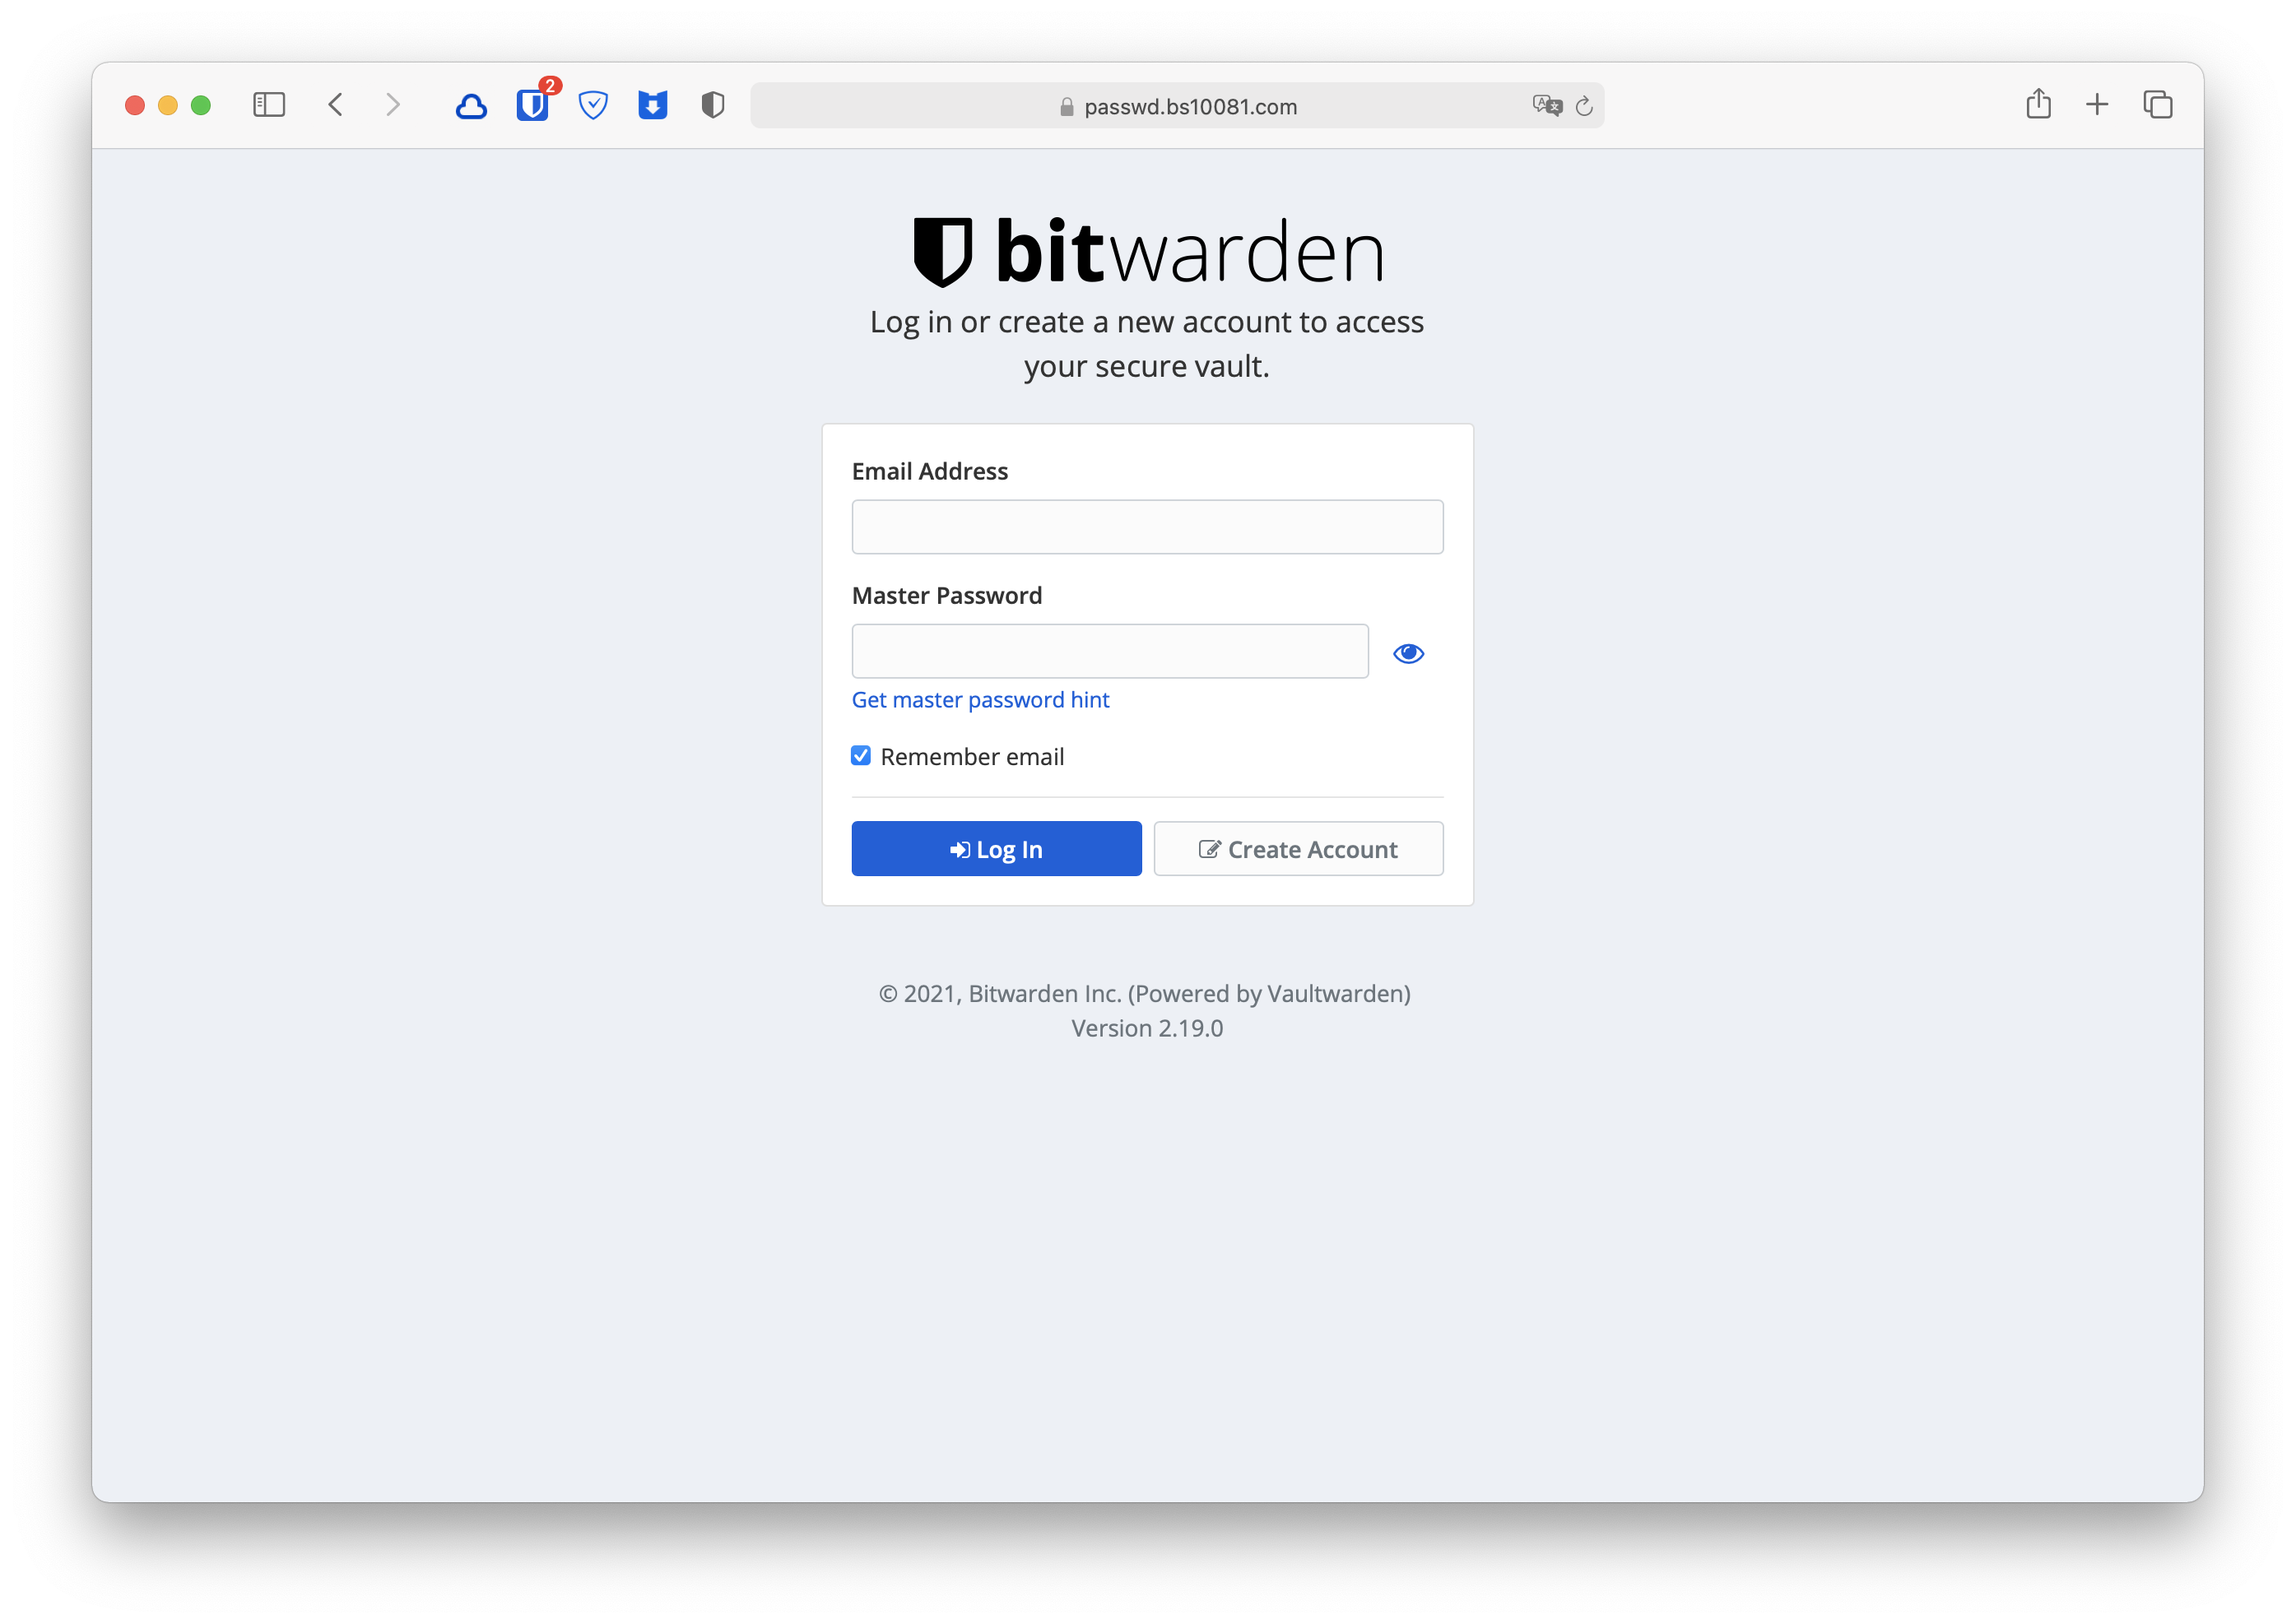 2
passwd.bs10081.com
bitwarden
Log in or create a new account to access
your secure vault.
Email Address
Master Password
Get master password hint
Remember email
Log In
Create Account
© 2021, Bitwarden Inc. (Powered by Vaultwarden)
Version 2.19.0